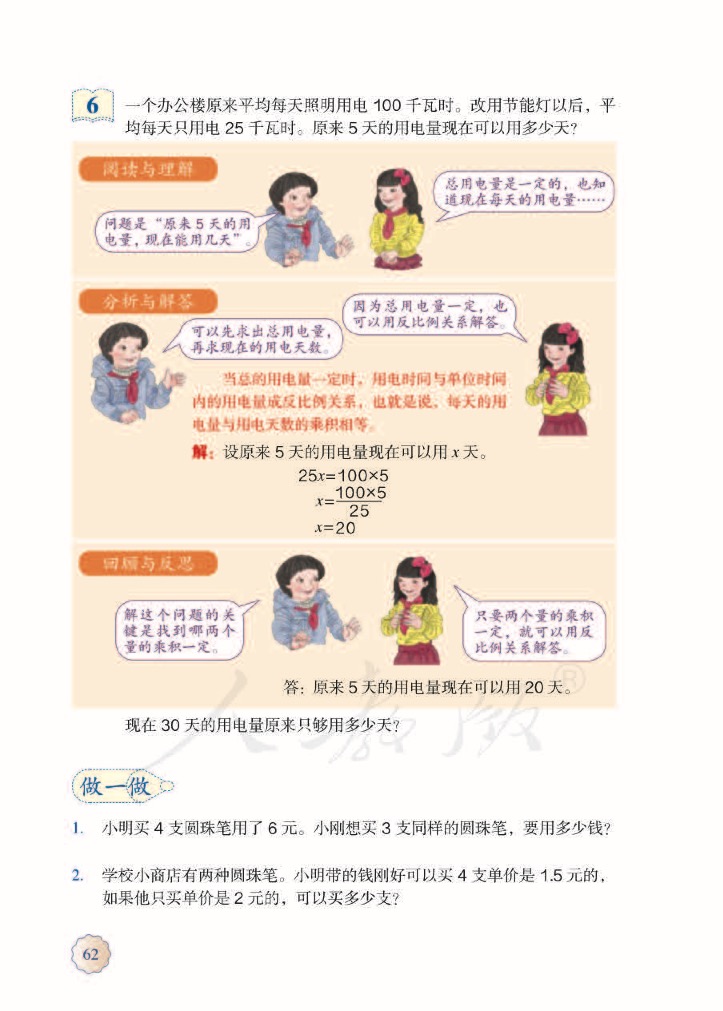 6
一个办公楼原来平均每天照明用电 100 千瓦时。改用节能灯以后，平
均每天只用电 25 千瓦时。原来 5 天的用电量现在可以用多少天？
阅读与理解
总用电量是一定的，也知
道现在每天的用电量……
问题是“原来 5 天的用
电量，现在能用几天”。
分析与解答
因为总用电量一定，也
可以用反比例关系解答。
可以先求出总用电量，
再求现在的用电天数。
当总的用电量一定时，用电时间与单位时间
内的用电量成反比例关系，也就是说，每天的用
电量与用电天数的乘积相等。
解：设原来 5 天的用电量现在可以用 x 天。
25x=100×5
x=100×5/25
x=20
回顾与反思
解这个问题的关
键是找到哪两个
量的乘积一定。
只要两个量的乘积
一定，就可以用反
比例关系解答。
答：原来 5 天的用电量现在可以用 20 天。
现在 30 天的用电量原来只够用多少天？
人教版®
做一做
1. 小明买 4 支圆珠笔用了 6 元。小刚想买 3 支同样的圆珠笔，要用多少钱？
2. 学校小商店有两种圆珠笔。小明带的钱刚好可以买 4 支单价是 1.5 元的，
如果他只买单价是 2 元的，可以买多少支？
62